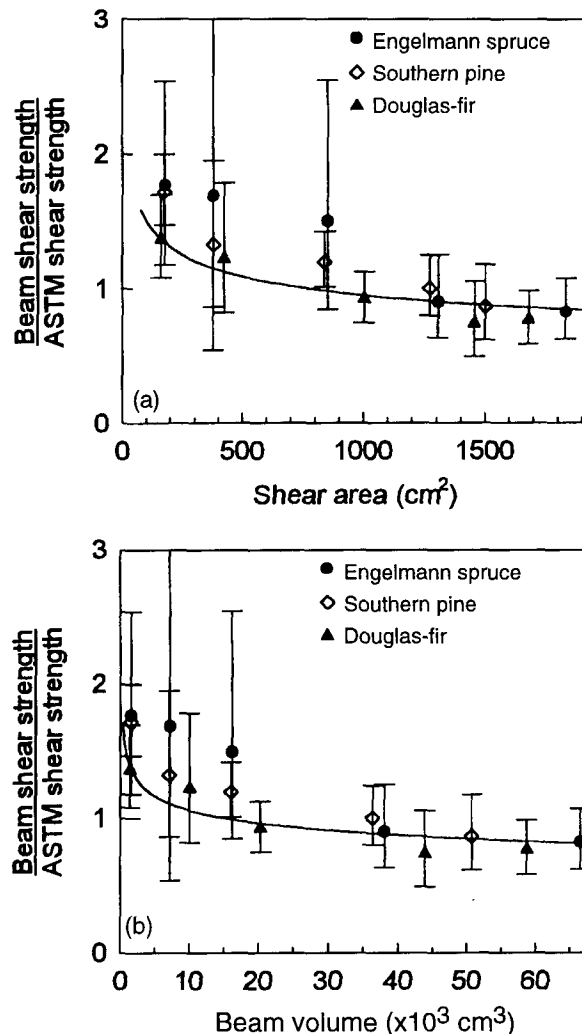 3
● Engelmann spruce
◇ Southern pine
▲ Douglas-fir
2
Beam shear strength
ASTM shear strength
1
(a)
0
0 500 1000 1500
Shear area (cm²)
3
● Engelmann spruce
◇ Southern pine
▲ Douglas-fir
2
Beam shear strength
ASTM shear strength
1
(b)
0
0 10 20 30 40 50 60
Beam volume (x10³ cm³)